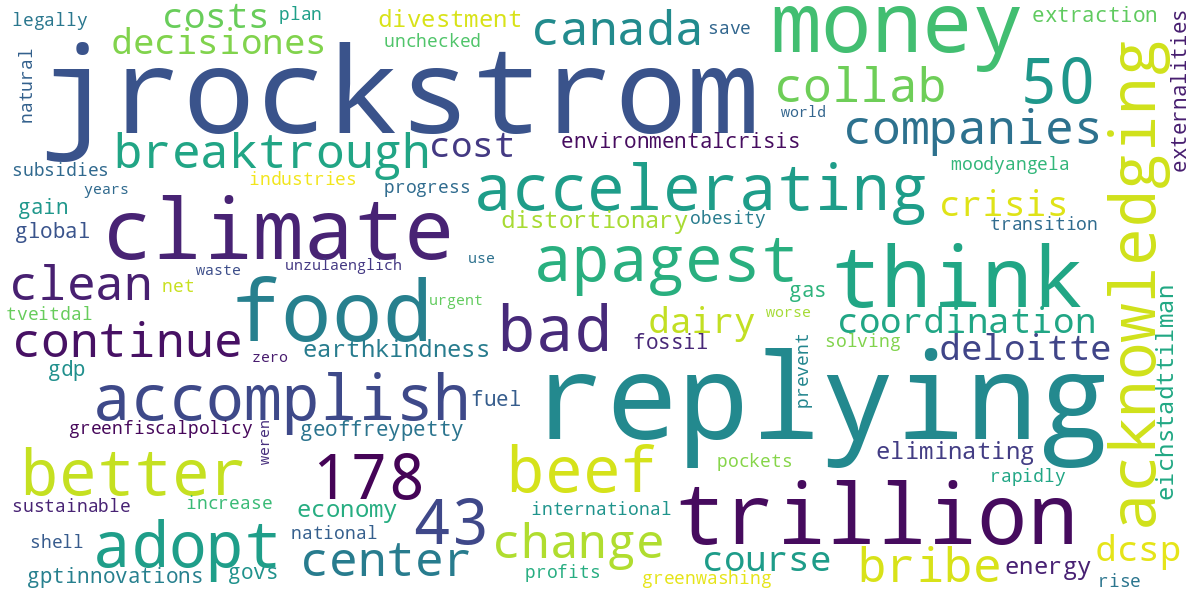 legally
costs
plan
divestment
canada
save
money
extraction
decisiones
unchecked
natural
jrockstrom
collab
50
externalities
world
companies
acknowledging
breaktrough
cost
environmentalcrisis
subsidies
industries
progress
accelerating
moodyangela
years
gain
climate
distortionary
obesity
crisis
transition
global
apagest
think
clean
net
waste
unzulaenglich
use
gas
food
urgent
tveitdal
bad
dairy
worse
coordination
continue
zero
earthkindness
fossil
solving
deloitte
gdp
prevent
eichstadttilman
accomplish
fuel
replying
greenfiscalpolicy
weren
geoffreypetty
better
178
beef
pockets
eliminating
rapidly
sustainable
increase
economy
43
international
trillion
shell
adopt
national
center
change
course
bribe
energy
dcsp
gptinnovations
govs
profits
greenwashing
rise